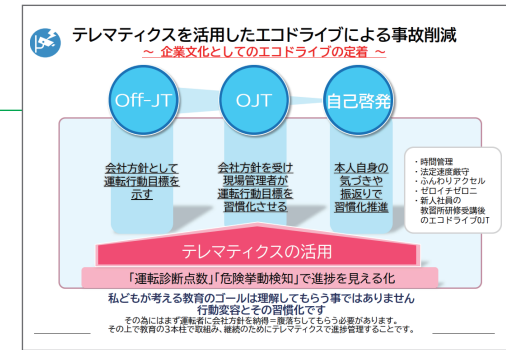 テレマティクスを活用したエコドライブによる事故削減
～ 企業文化としてのエコドライブの定着 ～
Off-JT
OJT
自己啓発
会社方針として
運転行動目標を
示す
会社方針を受け
現場管理者が
運転行動目標を
習慣化させる
本人自身の
気づきや
振返りで
習慣化推進
・時間管理
・法定速度厳守
・ふんわりアクセル
・ゼロイチゼロニ
・新人社員の
教習所研修受講後
のエコドライブOJT
テレマティクスの活用
「運転診断点数」「危険挙動検知」で進捗を見える化
私どもが考える教育のゴールは理解してもらう事ではありません
行動変容とその習慣化です
その為にはまず運転者に会社方針を納得＝腹落ちしてもらう必要があります。
その上で教育の3本柱で取組み、継続のためにテレマティクスで進捗管理することです。